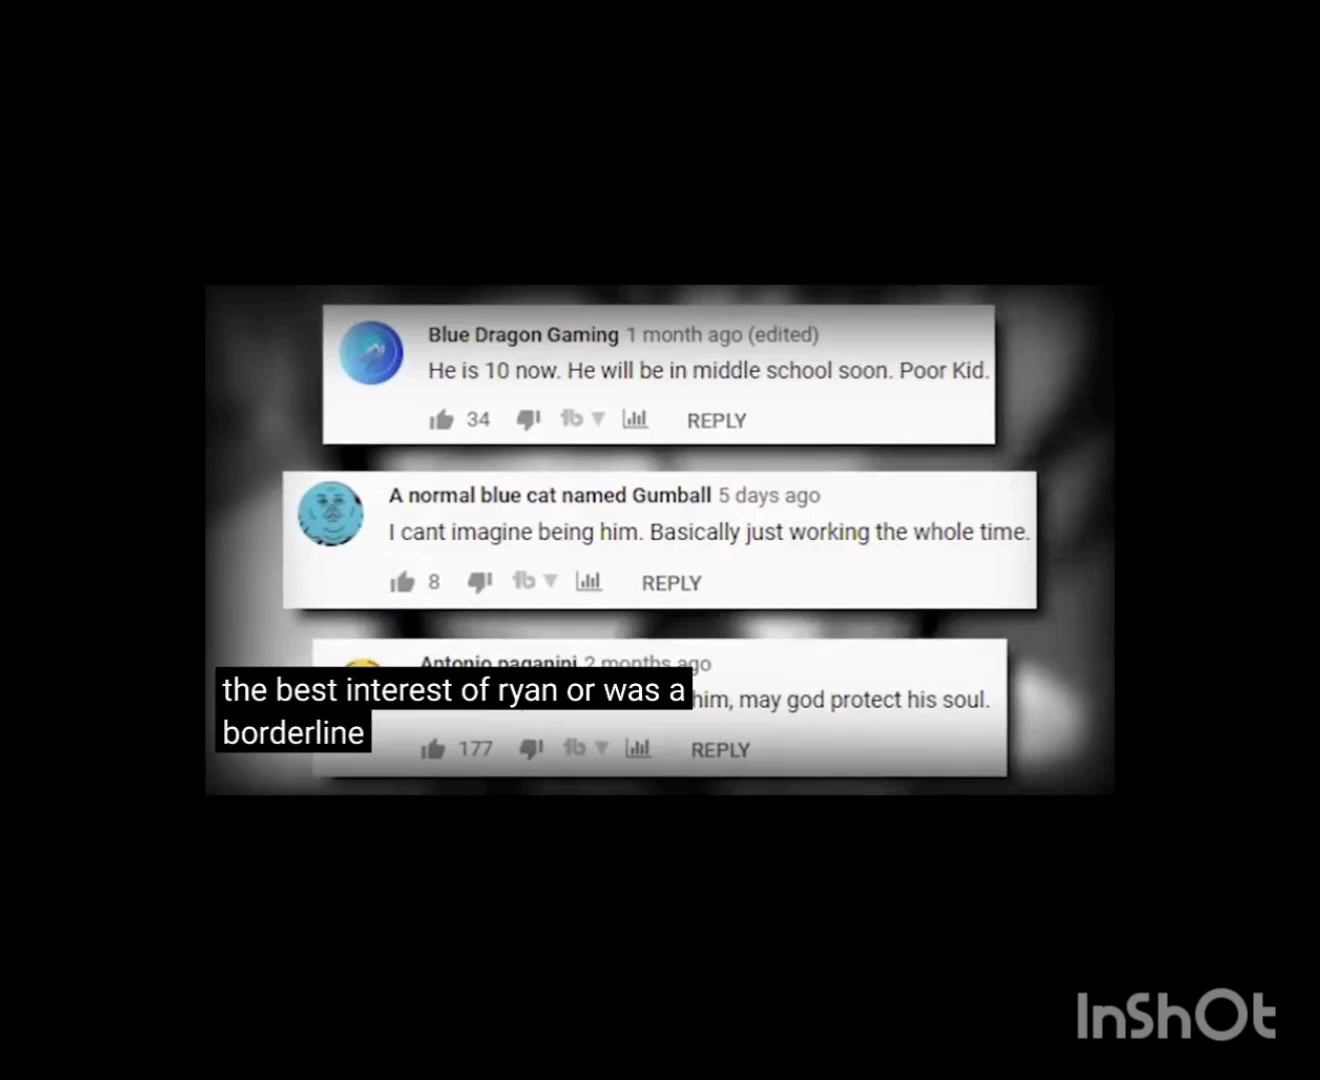 Blue Dragon Gaming 1 month ago (edited)
He is 10 now. He will be in middle school soon. Poor Kid.
34 REPLY
A normal blue cat named Gumball 5 days ago
I cant imagine being him. Basically just working the whole time.
8 REPLY
Antonio paganini 2 months ago
the best interest of ryan or was a
him, may god protect his soul.
borderline
177 REPLY
InShOt